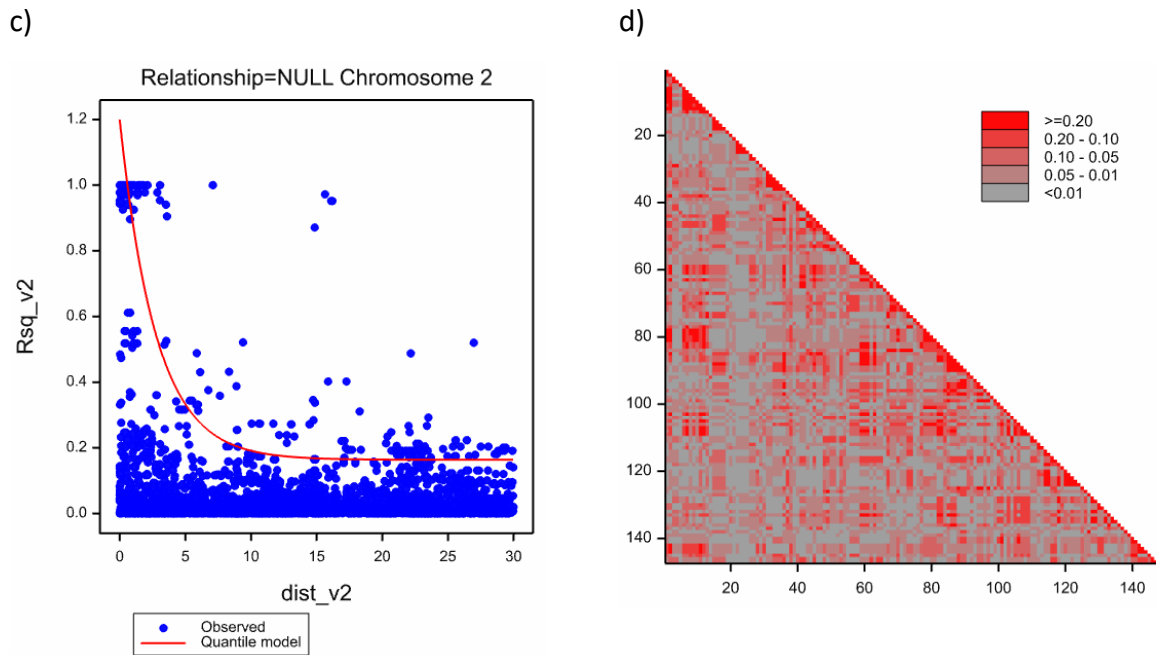 c)
Relationship=NULL Chromosome 2
1.2
1.0
0.8
0.6
0.4
0.2
0.0
Rsq_v2
0 5 10 15 20 25 30
dist_v2
Observed
Quantile model
d)
>=0.20
0.20 - 0.10
0.10 - 0.05
0.05 - 0.01
<0.01
20
40
60
80
100
120
140
20 40 60 80 100 120 140